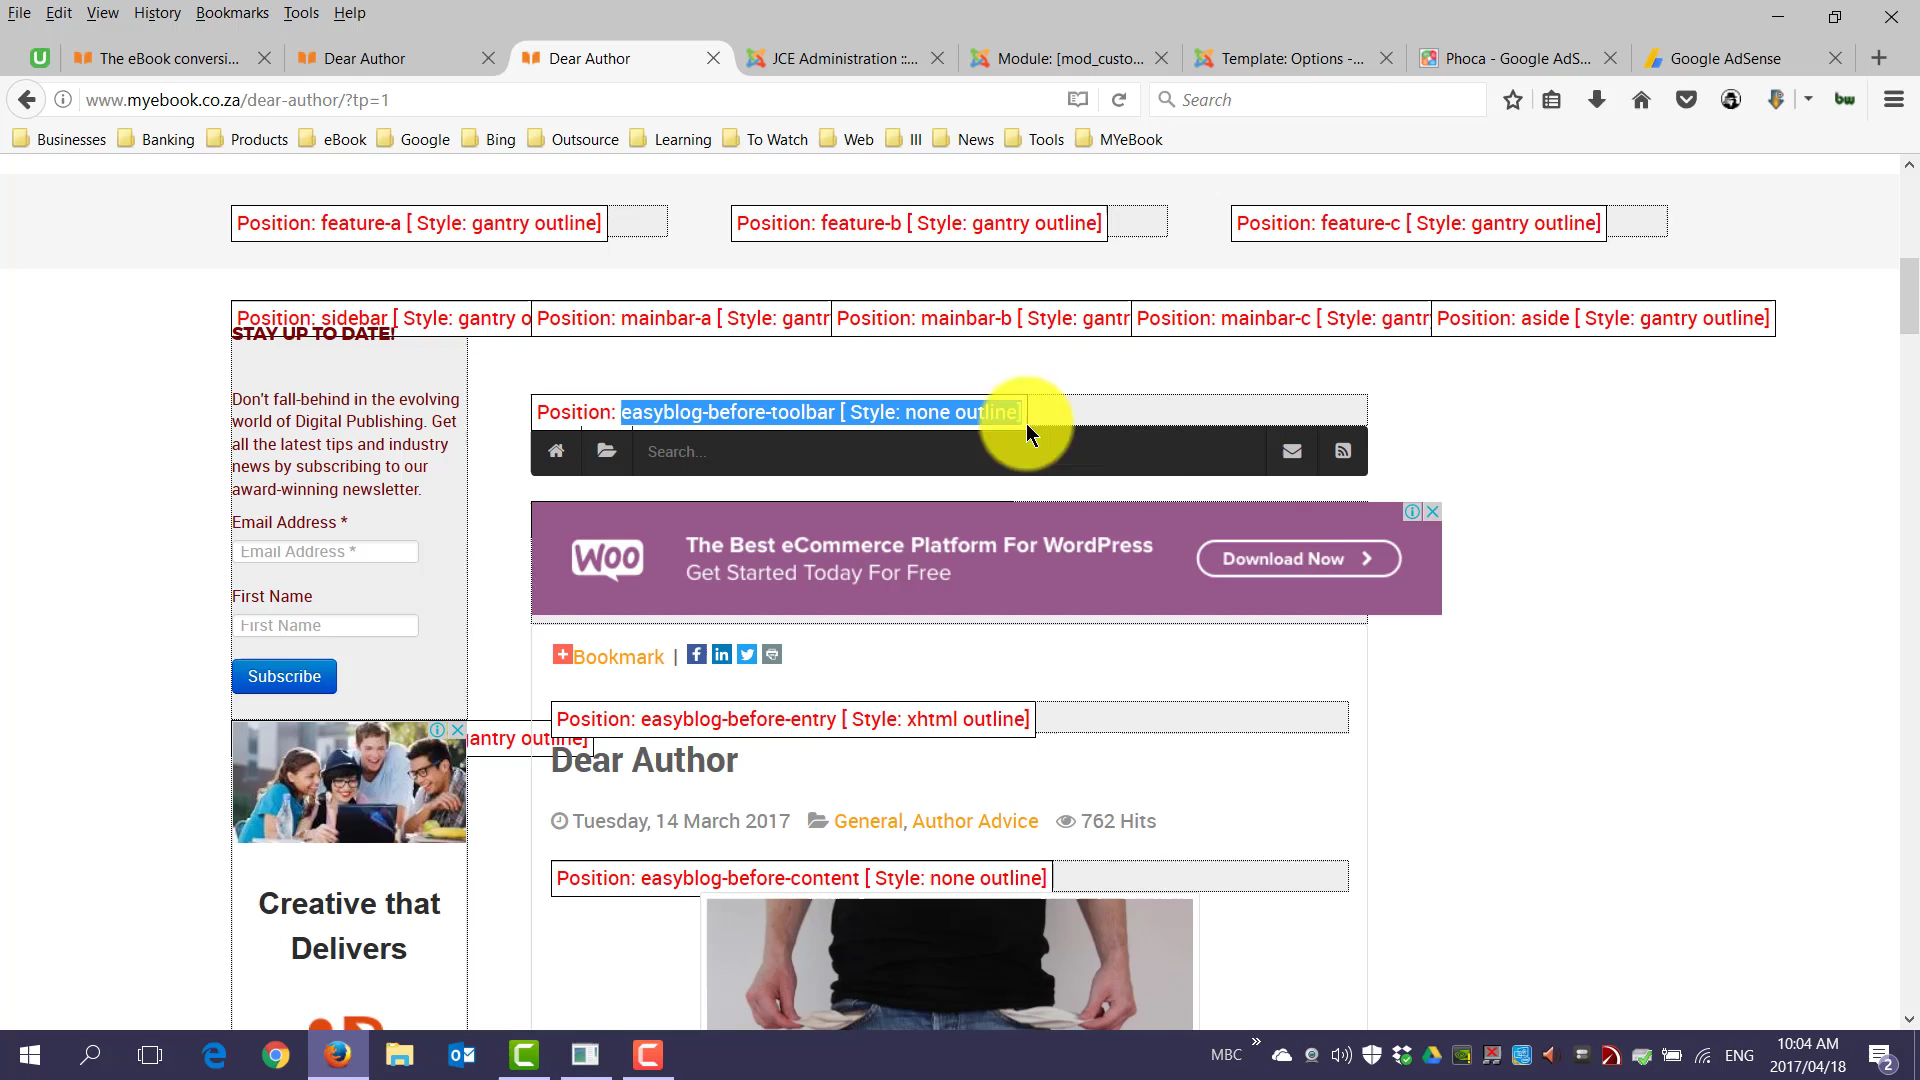 File Edit View History Bookmarks Tools Help
The eBook conversi... Dear Author Dear Author JCE Administration ::... Module: [mod_custo... Template: Options -... Phoca - Google AdS... Google AdSense
www.myebook.co.za/dear-author/?tp=1 Search
Businesses Banking Products eBook Google Bing Outsource Learning To Watch Web III News Tools MYeBook
Position: feature-a [ Style: gantry outline] Position: feature-b [ Style: gantry outline] Position: feature-c [ Style: gantry outline]
Position: sidebar [ Style: gantry o Position: mainbar-a [ Style: gantr Position: mainbar-b [ Style: gantr Position: mainbar-c [ Style: gantry Position: aside [ Style: gantry outline]
STAY UP TO DATE!
Don't fall-behind in the evolving
world of Digital Publishing. Get
all the latest tips and industry
news by subscribing to our
award-winning newsletter.
Email Address *
Email Address *
First Name
First Name
Subscribe
antry outline]
Creative that
Delivers
Position: easyblog-before-toolbar [ Style: none outline]
Search...
WOO
The Best eCommerce Platform For WordPress
Get Started Today For Free
Download Now
Bookmark |
Position: easyblog-before-entry [ Style: xhtml outline]
Dear Author
Tuesday, 14 March 2017 General, Author Advice 762 Hits
Position: easyblog-before-content [ Style: none outline]
MBC ENG 10:04 AM
2017/04/18
2